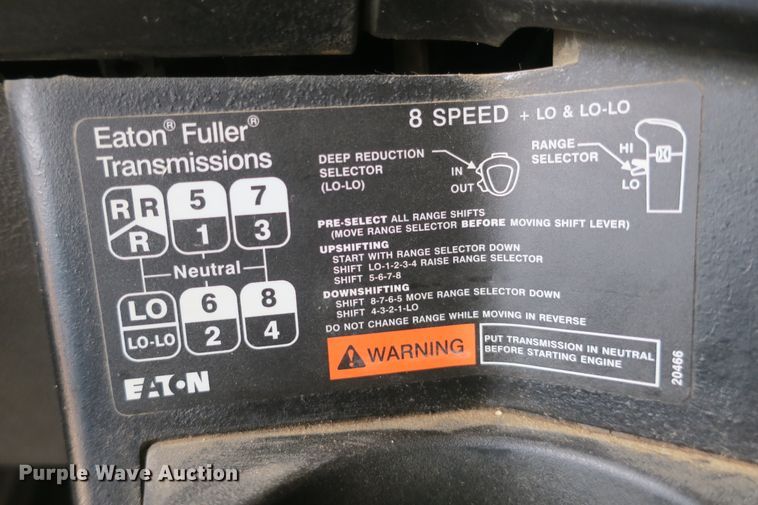 8 SPEED + LO & LO-LO
Eaton® Fuller®
Transmissions
R R 5 7
R 1 3
Neutral
LO 6 8
LO-LO 2 4
EATON
DEEP REDUCTION
SELECTOR
(LO-LO)
IN
OUT
RANGE
SELECTOR
HI
LO
PRE-SELECT ALL RANGE SHIFTS
(MOVE RANGE SELECTOR BEFORE MOVING SHIFT LEVER)
UPSHIFTING
START WITH RANGE SELECTOR DOWN
SHIFT LO-1-2-3-4 RAISE RANGE SELECTOR
SHIFT 5-6-7-8
DOWNSHIFTING
SHIFT 8-7-6-5 MOVE RANGE SELECTOR DOWN
SHIFT 4-3-2-1-LO
DO NOT CHANGE RANGE WHILE MOVING IN REVERSE
WARNING
PUT TRANSMISSION IN NEUTRAL
BEFORE STARTING ENGINE
20466
Purple Wave Auction
purplewave.com